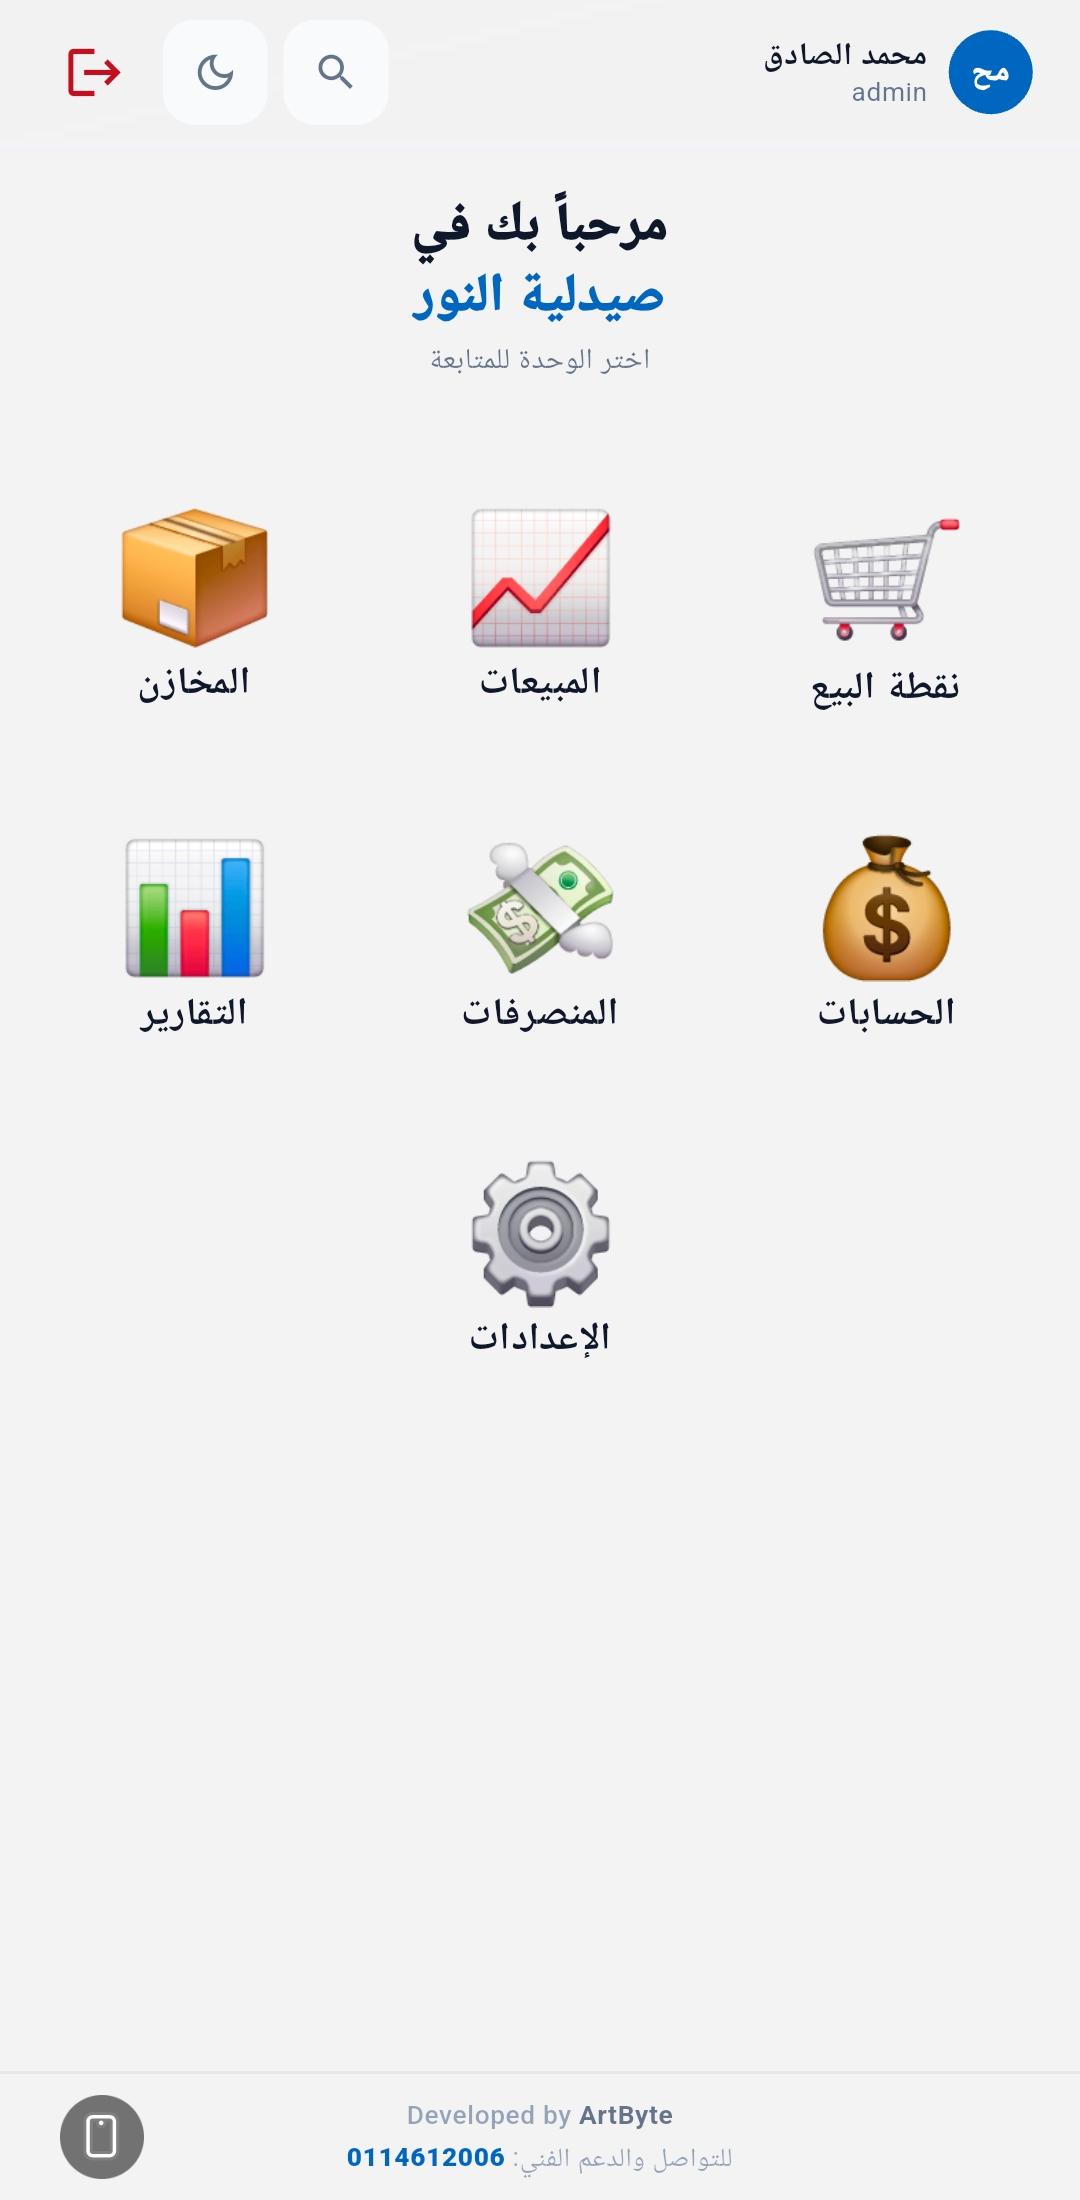 محمد الصادق
admin
مح
مرحباً بك في
صيدلية النور
اختر الوحدة للمتابعة
نقطة البيع
المبيعات
المخازن
الحسابات
المنصرفات
التقارير
الإعدادات
Developed by ArtByte
للتواصل والدعم الفني: 0114612006